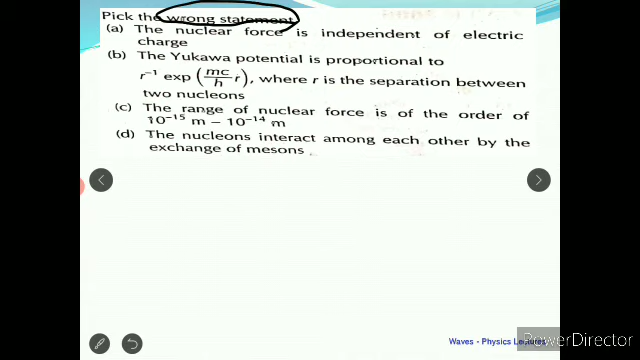 Pick the wrong statement
(a) The nuclear force is independent of electric
charge
(b) The Yukawa potential is proportional to
r⁻¹ exp (mc/h r), where r is the separation between
two nucleons
(c) The range of nuclear force is of the order of
10⁻¹⁵ m – 10⁻¹⁴ m
(d) The nucleons interact among each other by the
exchange of mesons
Waves - Physics Lectures
PowerDirector